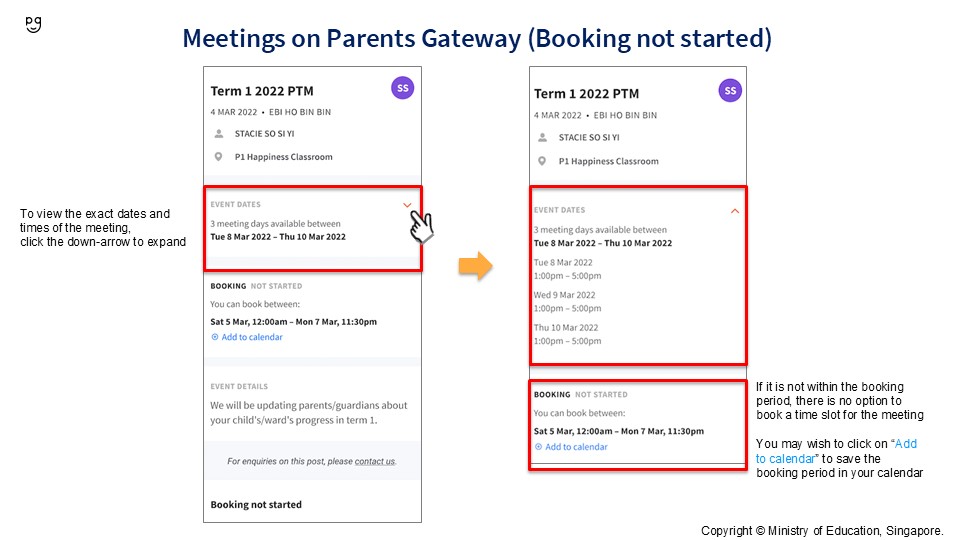 pg
Meetings on Parents Gateway (Booking not started)
Term 1 2022 PTM
SS
4 MAR 2022 • EBI HO BIN BIN
STACIE SO SI YI
P1 Happiness Classroom
To view the exact dates and
times of the meeting,
click the down-arrow to expand
EVENT DATES
3 meeting days available between
Tue 8 Mar 2022 – Thu 10 Mar 2022
BOOKING NOT STARTED
You can book between:
Sat 5 Mar, 12:00am – Mon 7 Mar, 11:30pm
Add to calendar
EVENT DETAILS
We will be updating parents/guardians about
your child's/ward's progress in term 1.
For enquiries on this post, please contact us.
Booking not started
Term 1 2022 PTM
SS
4 MAR 2022 • EBI HO BIN BIN
STACIE SO SI YI
P1 Happiness Classroom
EVENT DATES
3 meeting days available between
Tue 8 Mar 2022 – Thu 10 Mar 2022
Tue 8 Mar 2022
1:00pm – 5:00pm
Wed 9 Mar 2022
1:00pm – 5:00pm
Thu 10 Mar 2022
1:00pm – 5:00pm
BOOKING NOT STARTED
You can book between:
Sat 5 Mar, 12:00am – Mon 7 Mar, 11:30pm
Add to calendar
If it is not within the booking
period, there is no option to
book a time slot for the meeting
You may wish to click on “Add
to calendar” to save the
booking period in your calendar
Copyright © Ministry of Education, Singapore.